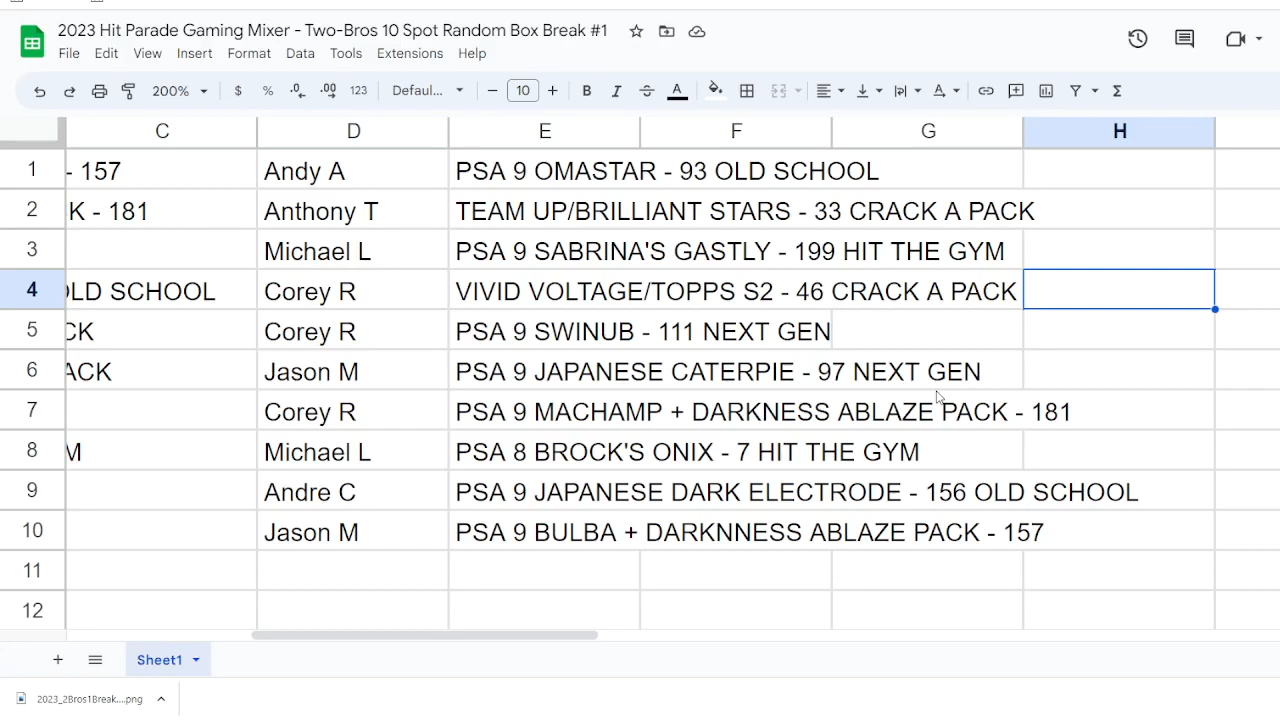 2023 Hit Parade Gaming Mixer - Two-Bros 10 Spot Random Box Break #1
File Edit View Insert Format Data Tools Extensions Help
200% $ % .0 .00 123 Defaul... 10 B I A A
C D E F G H
1 - 157 Andy A PSA 9 OMASTAR - 93 OLD SCHOOL
2 CK - 181 Anthony T TEAM UP/BRILLIANT STARS - 33 CRACK A PACK
3 Michael L PSA 9 SABRINA'S GASTLY - 199 HIT THE GYM
4 OLD SCHOOL Corey R VIVID VOLTAGE/TOPPS S2 - 46 CRACK A PACK
5 CK Corey R PSA 9 SWINUB - 111 NEXT GEN
6 ACK Jason M PSA 9 JAPANESE CATERPIE - 97 NEXT GEN
7 Corey R PSA 9 MACHAMP + DARKNESS ABLAZE PACK - 181
8 M Michael L PSA 8 BROCK'S ONIX - 7 HIT THE GYM
9 Andre C PSA 9 JAPANESE DARK ELECTRODE - 156 OLD SCHOOL
10 Jason M PSA 9 BULBA + DARKNNESS ABLAZE PACK - 157
11
12
+ Sheet1
2023_2Bros1Break....png